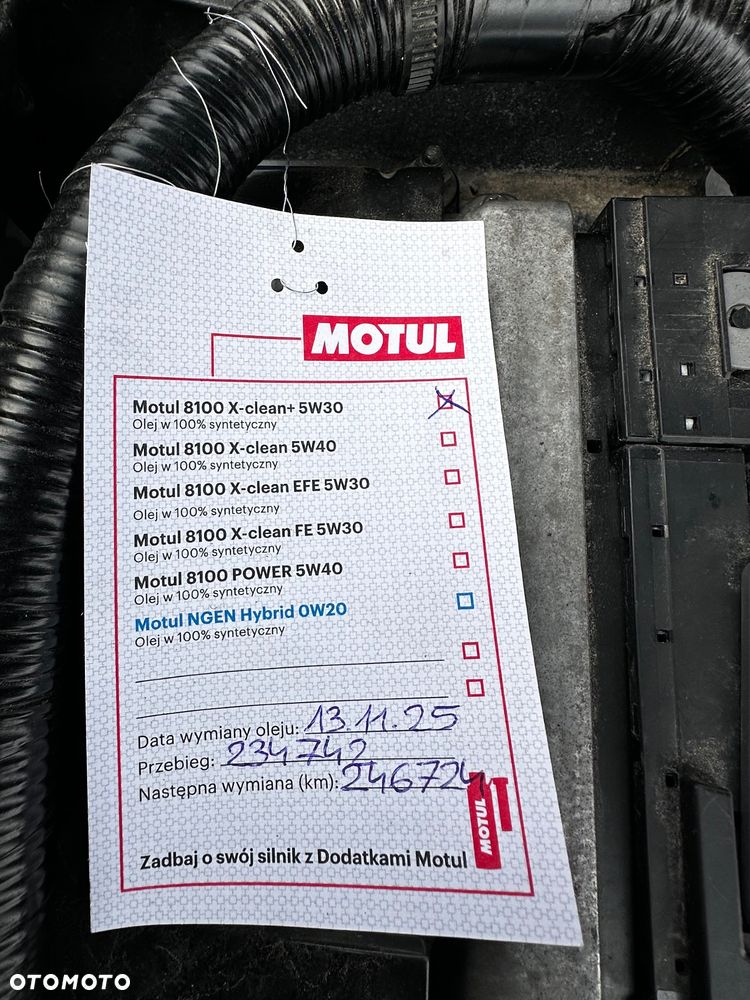 MOTUL
Motul 8100 X-clean+ 5W30
Olej w 100% syntetyczny
Motul 8100 X-clean 5W40
Olej w 100% syntetyczny
Motul 8100 X-clean EFE 5W30
Olej w 100% syntetyczny
Motul 8100 X-clean FE 5W30
Olej w 100% syntetyczny
Motul 8100 POWER 5W40
Olej w 100% syntetyczny
Motul NGEN Hybrid 0W20
Olej w 100% syntetyczny
Data wymiany oleju: 13.11.25
Przebieg: 234742
Następna wymiana (km): 246724
MOTUL
Zadbaj o swój silnik z Dodatkami Motul
OTOMOTO